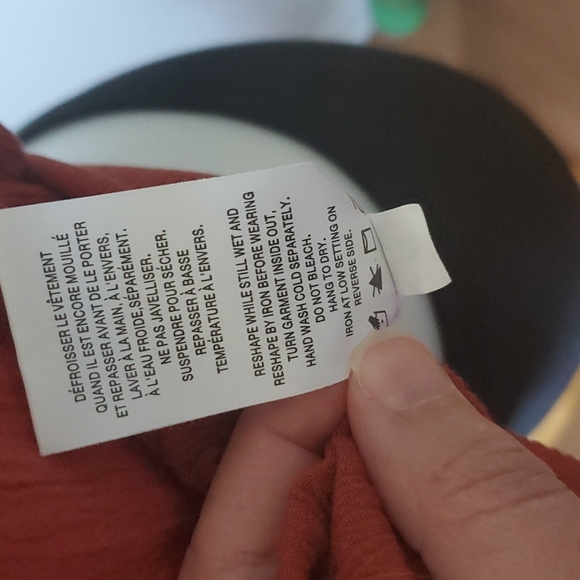 DÉFROISSER LE VÊTEMENT
QUAND IL EST ENCORE MOUILLÉ
ET REPASSER AVANT DE LE PORTER
LAVER À LA MAIN, À L'ENVERS,
À L'EAU FROIDE, SÉPARÉMENT.
NE PAS JAVELLISER.
SUSPENDRE POUR SÉCHER.
REPASSER À BASSE
TEMPÉRATURE À L'ENVERS.
RESHAPE WHILE STILL WET AND
RESHAPE BY IRON BEFORE WEARING
TURN GARMENT INSIDE OUT,
HAND WASH COLD SEPARATELY.
DO NOT BLEACH.
HANG TO DRY.
IRON AT LOW SETTING ON
REVERSE SIDE.